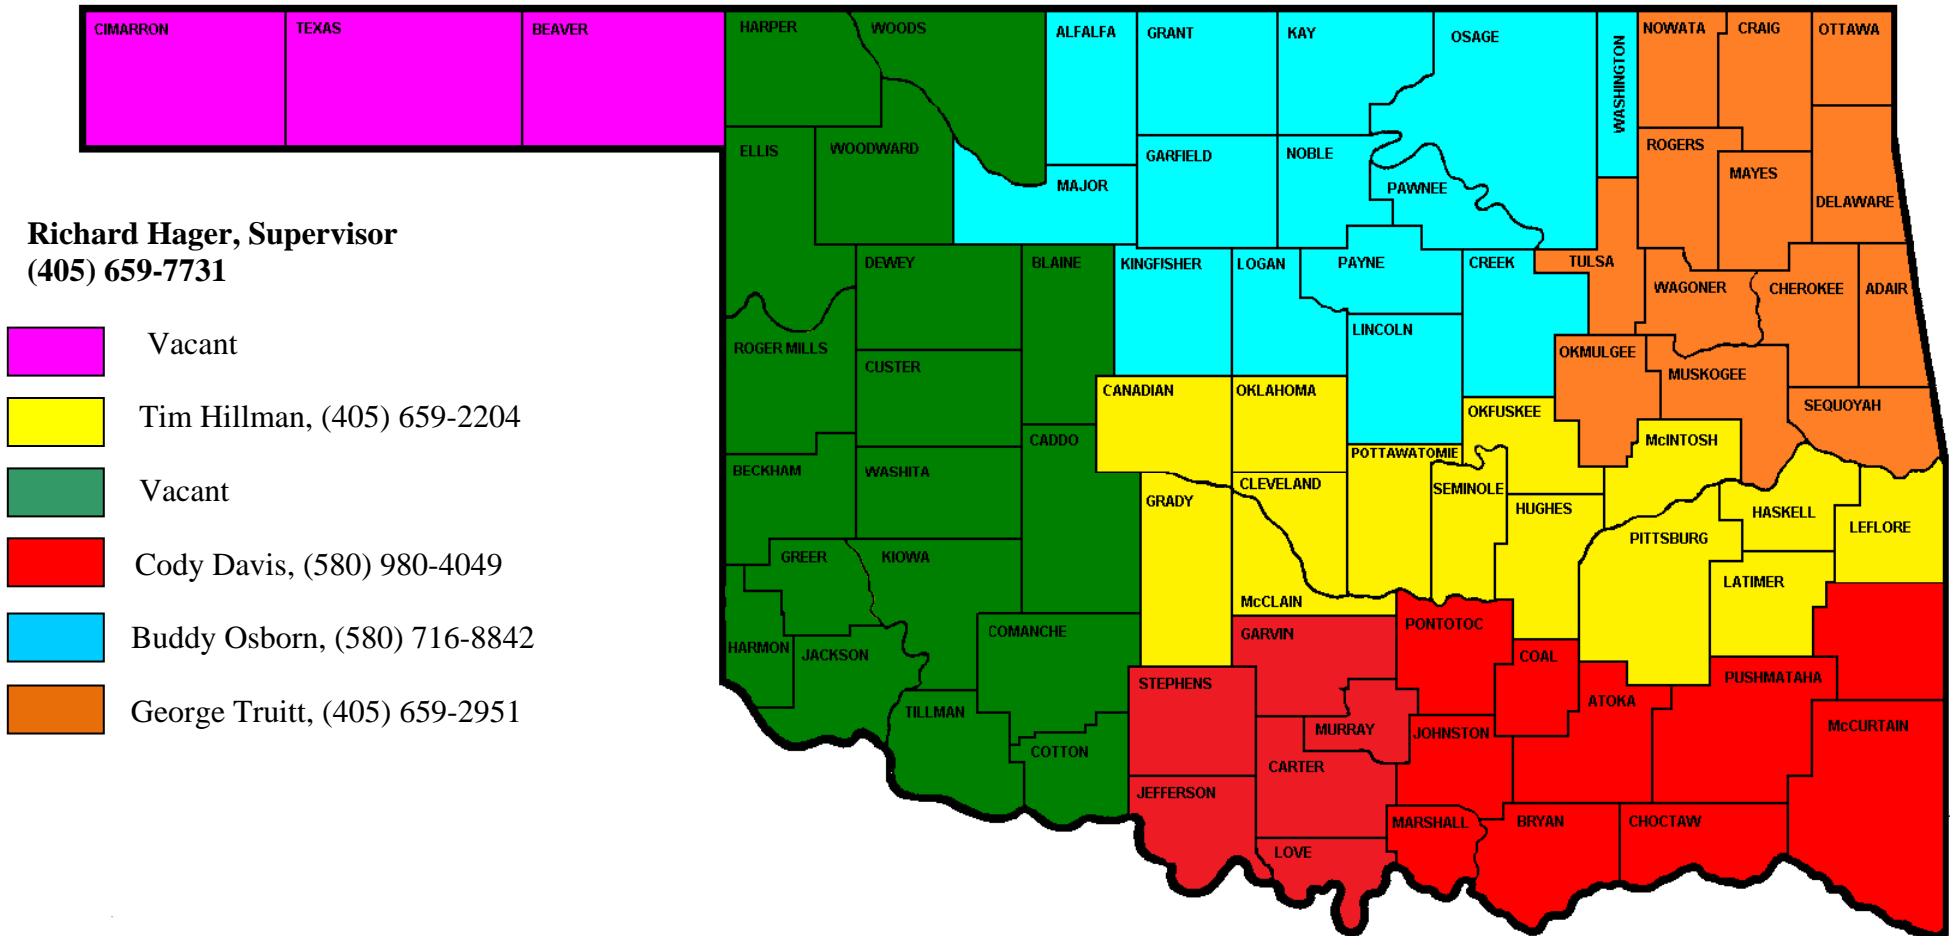 Richard Hager, Supervisor
(405) 659-7731
Vacant
Tim Hillman, (405) 659-2204
Vacant
Cody Davis, (580) 980-4049
Buddy Osborn, (580) 716-8842
George Truitt, (405) 659-2951
CIMARRON
TEXAS
BEAVER
HARPER
WOODS
ALFALFA
GRANT
KAY
OSAGE
WASHINGTON
NOWATA
CRAIG
OTTAWA
ELLIS
WOODWARD
MAJOR
GARFIELD
NOBLE
PAWNEE
ROGERS
MAYES
DELAWARE
DEWEY
BLAINE
KINGFISHER
LOGAN
PAYNE
CREEK
TULSA
WAGONER
CHEROKEE
ADAIR
ROGER MILLS
CUSTER
LINCOLN
OKMULGEE
MUSKOGEE
SEQUOYAH
CANADIAN
OKLAHOMA
OKFUSKEE
McINTOSH
BECKHAM
WASHITA
CADDO
GRADY
CLEVELAND
POTTAWATOMIE
SEMINOLE
HUGHES
PITTSBURG
HASKELL
LEFLORE
GREER
KIOWA
McCLAIN
LATIMER
HARMON
JACKSON
COMANCHE
GARVIN
PONTOTOC
COAL
STEPHENS
ATOKA
PUSHMATAHA
TILLMAN
COTTON
MURRAY
JOHNSTON
McCURTAIN
CARTER
JEFFERSON
MARSHALL
BRYAN
CHOCTAW
LOVE